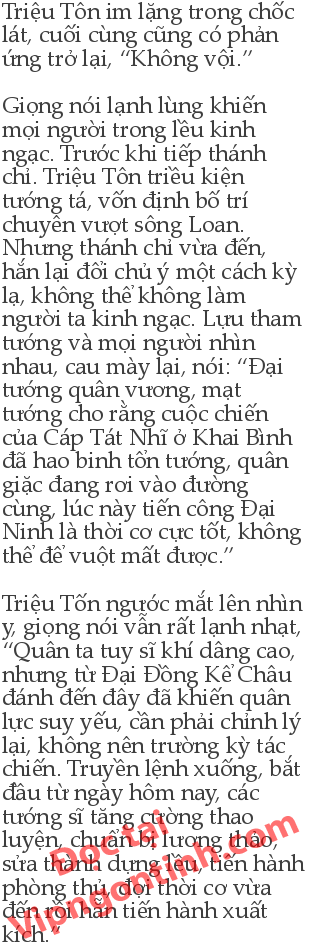 Triệu Tôn im lặng trong chốc
lát, cuối cùng cũng có phản
ứng trở lại, “Không vội.”
Giọng nói lạnh lùng khiến
mọi người trong lều kinh
ngạc. Trước khi tiếp thánh
chỉ. Triệu Tôn triều kiện
tướng tá, vốn định bố trí
chuyên vượt sông Loan.
Nhưng thánh chỉ vừa đến,
hắn lại đổi chủ ý một cách kỳ
lạ, không thể không làm
người ta kinh ngạc. Lựu tham
tướng và mọi người nhìn
nhau, cau mày lại, nói: “Đại
tướng quân vương, mạt
tướng cho rằng cuộc chiến
của Cáp Tát Nhĩ ở Khai Bình
đã hao binh tổn tướng, quân
giặc đang rơi vào đường
cùng, lúc này tiến công Đại
Ninh là thời cơ cực tốt, không
thể để vuột mất được.”
Triệu Tốn ngước mắt lên nhìn
y, giọng nói vẫn rất lạnh nhạt,
“Quân ta tuy sĩ khí dâng cao,
nhưng từ Đại Đồng Kể Châu
đánh đến đây đã khiến quân
lực suy yếu, cần phải chỉnh lý
lại, không nên trường kỳ tác
chiến. Truyền lệnh xuống, bắt
đầu từ ngày hôm nay, các
tướng sĩ tăng cường thao
luyện, chuẩn bị lương thảo,
sửa thành dựng lều, tiến hành
phòng thủ, đợi thời cơ vừa
đến rồi hẵn tiến hành xuất
kích.”
Đọc tại
Vipngontinh.com